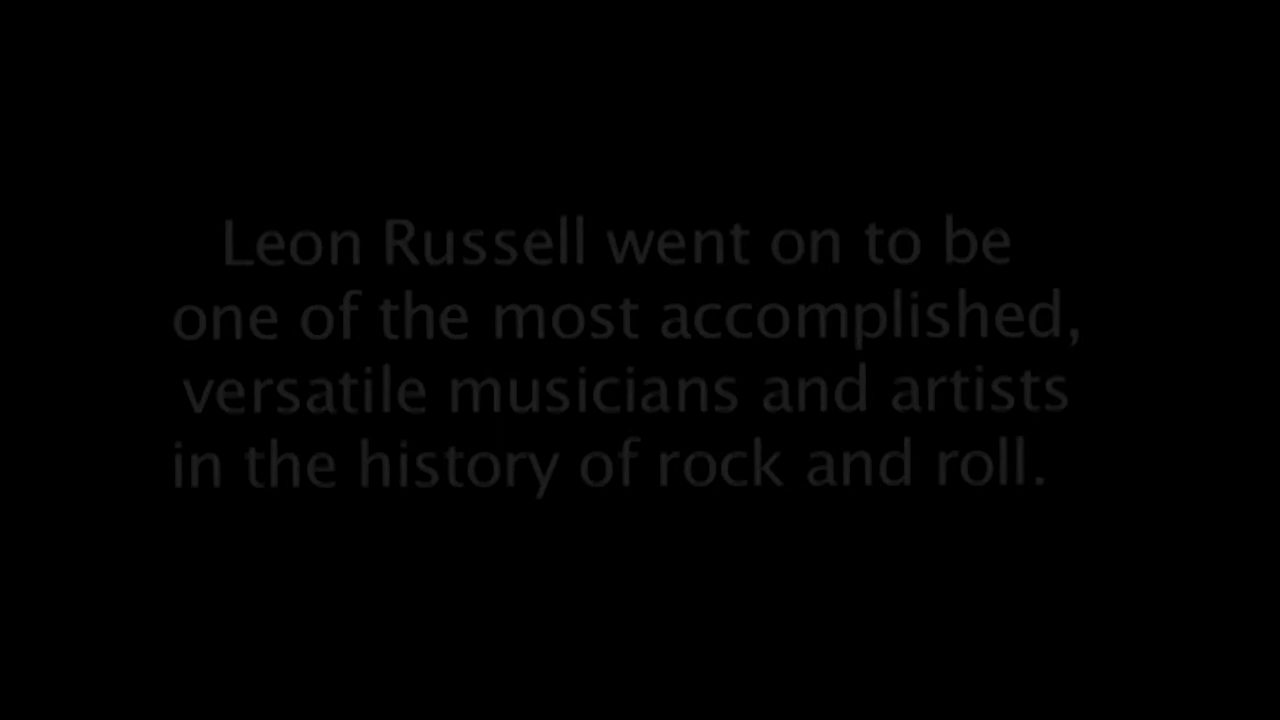 Leon Russell went on to be
one of the most accomplished,
versatile musicians and artists
in the history of rock and roll.